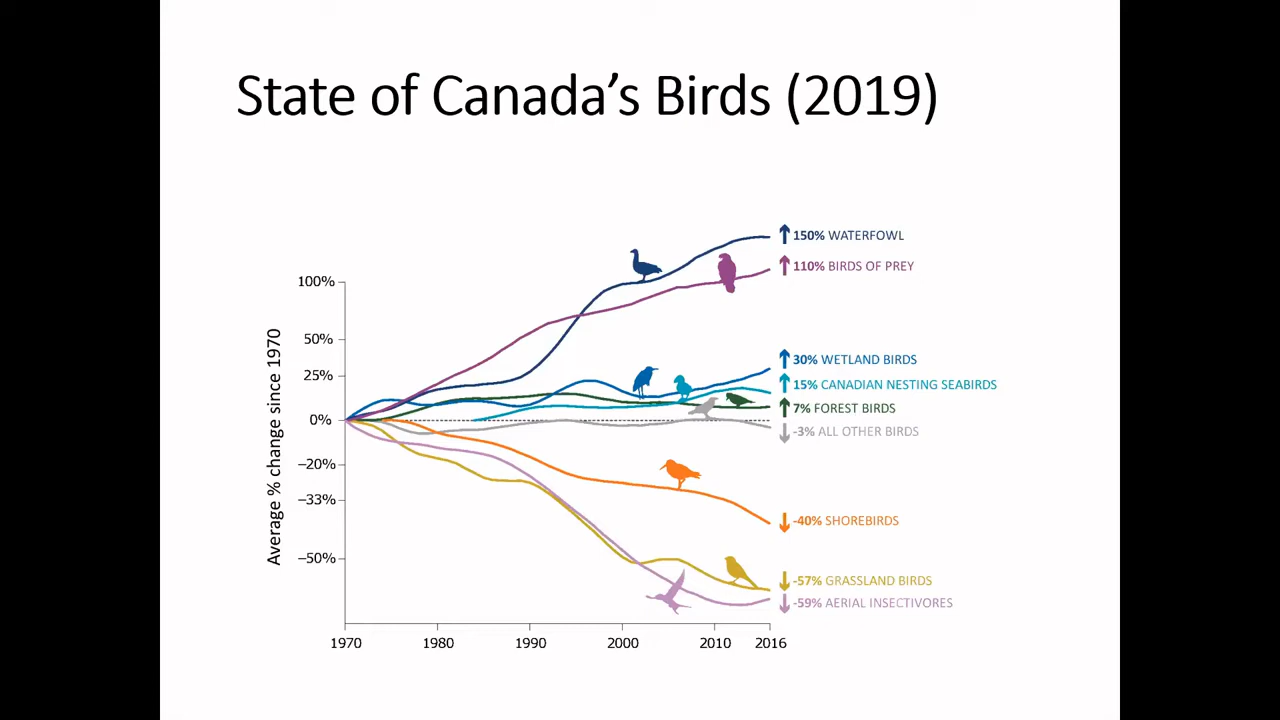 State of Canada’s Birds (2019)
150% WATERFOWL
110% BIRDS OF PREY
100%
50%
25%
0%
–20%
–33%
–50%
Average % change since 1970
30% WETLAND BIRDS
15% CANADIAN NESTING SEABIRDS
7% FOREST BIRDS
-3% ALL OTHER BIRDS
-40% SHOREBIRDS
-57% GRASSLAND BIRDS
-59% AERIAL INSECTIVORES
1970 1980 1990 2000 2010 2016